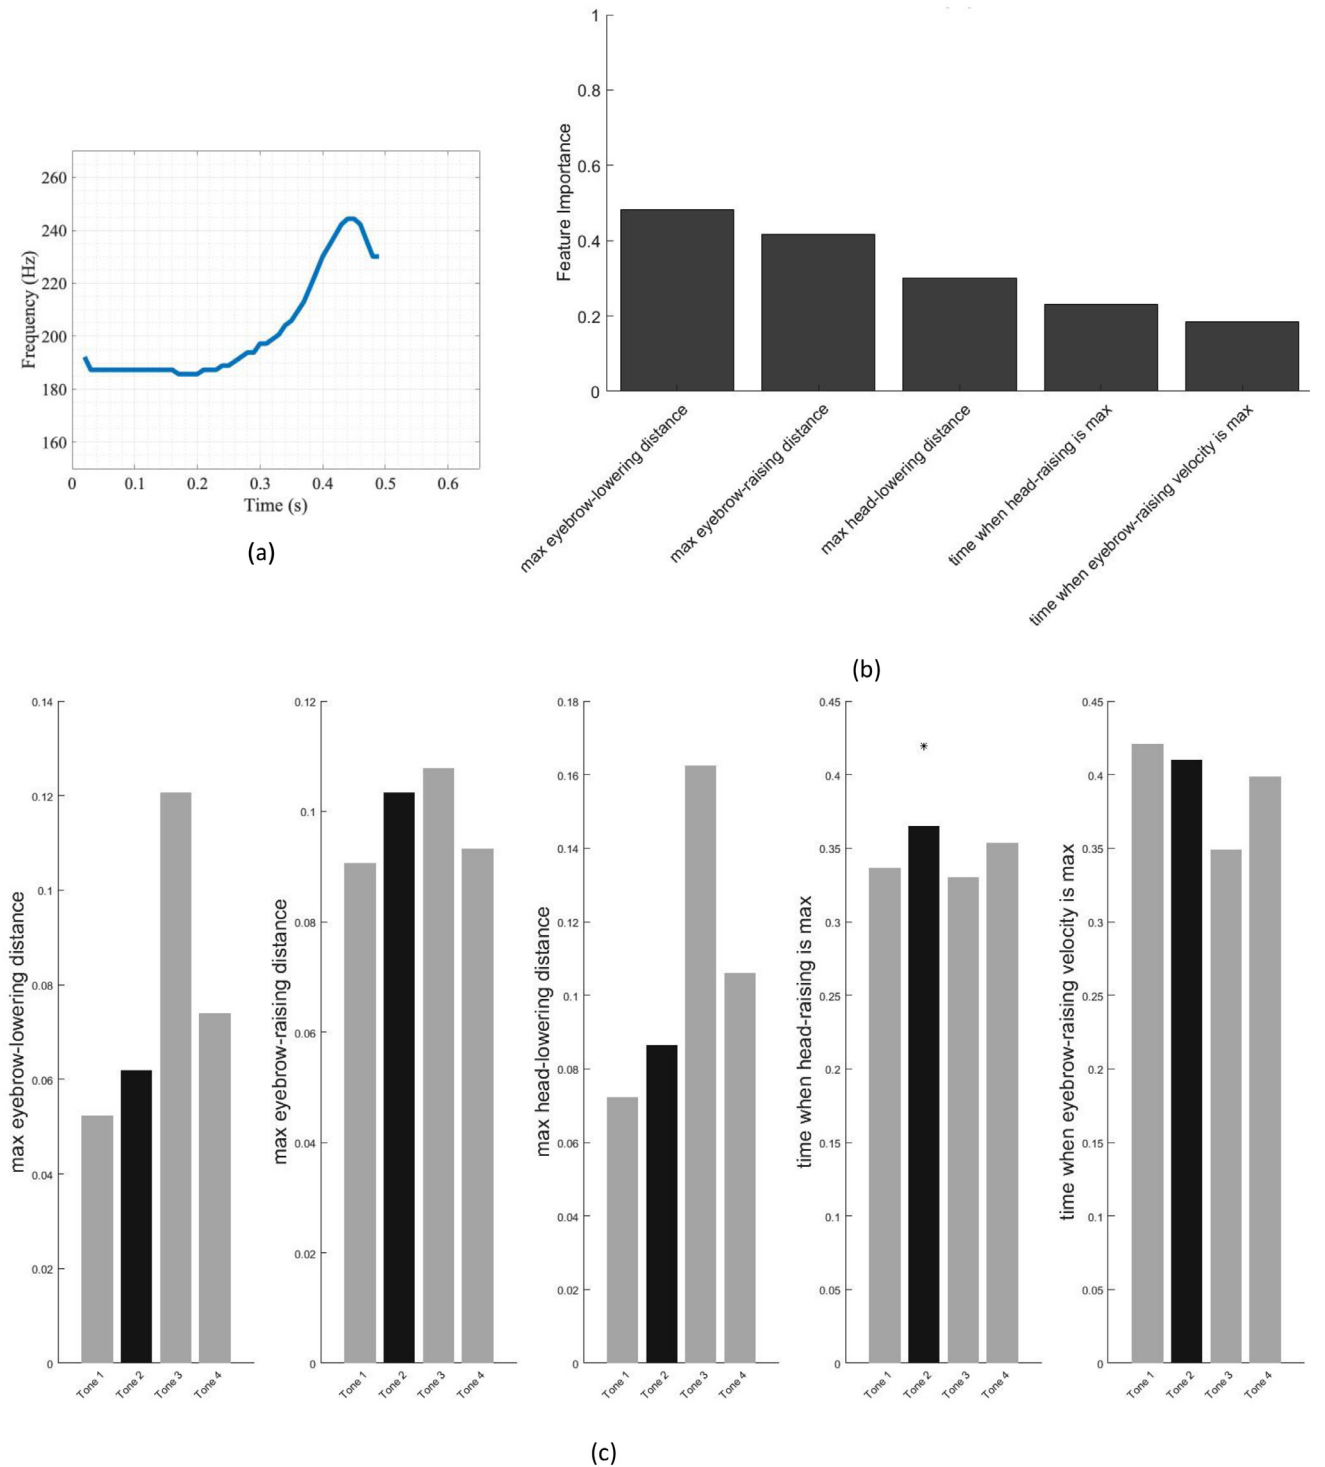 1
0.8
0.6
0.4
0.2
0
Feature Importance
max eyebrow-lowering distance
max eyebrow-raising distance
max head-lowering distance
time when head-raising is max
time when eyebrow-raising velocity is max
(b)
260
240
220
200
180
160
Frequency (Hz)
0 0.1 0.2 0.3 0.4 0.5 0.6
Time (s)
(a)
0.14
0.12
0.1
0.08
0.06
0.04
0.02
0
max eyebrow-lowering distance
Tone 1 Tone 2 Tone 3 Tone 4
0.12
0.1
0.08
0.06
0.04
0.02
0
max eyebrow-raising distance
Tone 1 Tone 2 Tone 3 Tone 4
0.18
0.16
0.14
0.12
0.1
0.08
0.06
0.04
0.02
0
max head-lowering distance
Tone 1 Tone 2 Tone 3 Tone 4
0.45
0.4
0.35
0.3
0.25
0.2
0.15
0.1
0.05
0
time when head-raising is max
*
Tone 1 Tone 2 Tone 3 Tone 4
0.45
0.4
0.35
0.3
0.25
0.2
0.15
0.1
0.05
0
time when eyebrow-raising velocity is max
Tone 1 Tone 2 Tone 3 Tone 4
(c)